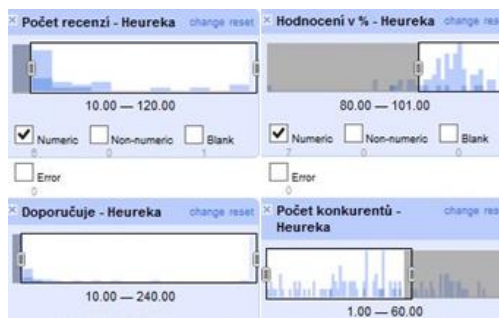 Počet recenzí - Heureka change reset
10.00 — 120.00
Numeric Non-numeric Blank
6 0 1
Error
0
Hodnocení v % - Heureka change reset
80.00 — 101.00
Numeric Non-numeric Blank
7 0 0
Error
0
Doporučuje - Heureka change reset
10.00 — 240.00
Počet konkurentů - change reset
Heureka
1.00 — 60.00